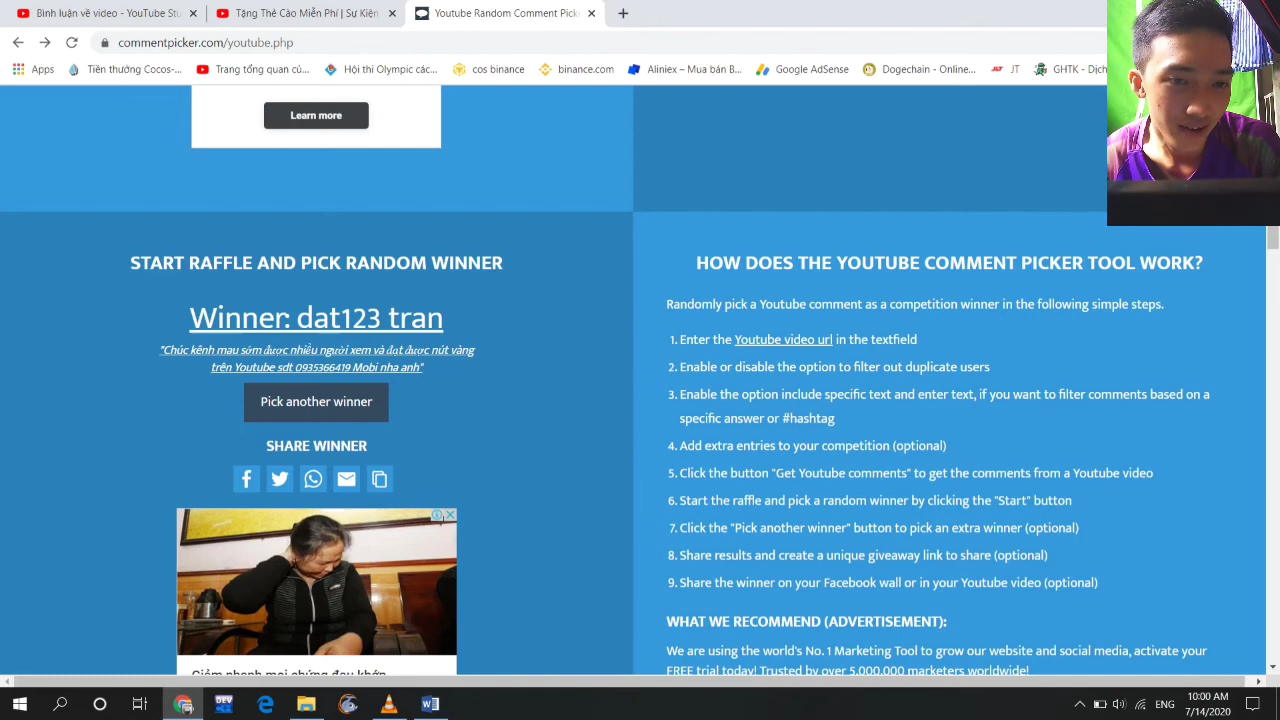 Bình luận về video - YouTube Stu
Tặng Thẻ Cào Miễn Phí | Sự Kiện
Youtube Random Comment Picke
commentpicker.com/youtube.php
Apps
Tiền thưởng Cocos-...
Trang tổng quan củ...
Hội thi Olympic các...
cos binance
binance.com
Aliniex – Mua bán B...
Google AdSense
Dogechain - Online...
J&T
JT
GHTK - Dịch
Learn more
START RAFFLE AND PICK RANDOM WINNER
Winner: dat123 tran
"Chúc kênh mau sớm được nhiều người xem và đạt được nút vàng
trên Youtube sdt 0935366419 Mobi nha anh"
Pick another winner
SHARE WINNER
Giảm nhanh mọi chứng đau khớp
HOW DOES THE YOUTUBE COMMENT PICKER TOOL WORK?
Randomly pick a Youtube comment as a competition winner in the following simple steps.
1. Enter the Youtube video url in the textfield
2. Enable or disable the option to filter out duplicate users
3. Enable the option include specific text and enter text, if you want to filter comments based on a
specific answer or #hashtag
4. Add extra entries to your competition (optional)
5. Click the button "Get Youtube comments" to get the comments from a Youtube video
6. Start the raffle and pick a random winner by clicking the "Start" button
7. Click the "Pick another winner" button to pick an extra winner (optional)
8. Share results and create a unique giveaway link to share (optional)
9. Share the winner on your Facebook wall or in your Youtube video (optional)
WHAT WE RECOMMEND (ADVERTISEMENT):
We are using the world's No. 1 Marketing Tool to grow our website and social media, activate your
FREE trial today! Trusted by over 5,000,000 marketers worldwide!
DEV
ENG
10:00 AM
7/14/2020